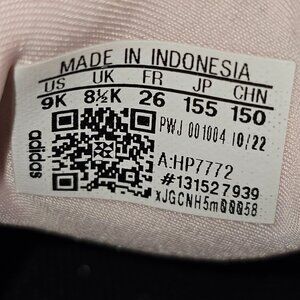 MADE IN INDONESIA
US UK FR JP CHN
9K 8½K 26 155 150
adidas
PWJ 001004 10/22
A:HP7772
#131527939
xJGCNH5m00058